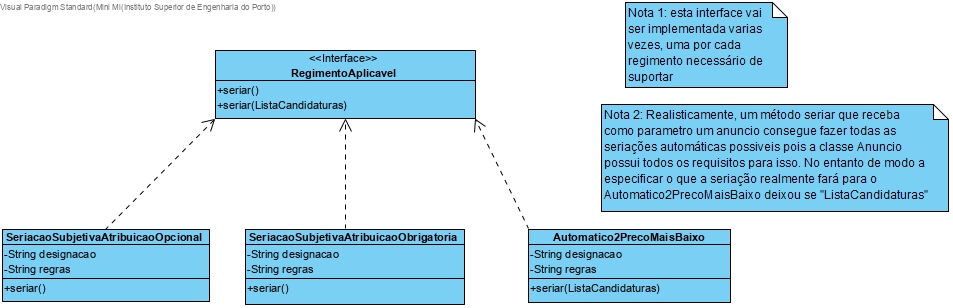 Visual Paradigm Standard(Mini Mi(Instituto Superior de Engenharia do Porto))
Nota 1: esta interface vai
ser implementada varias
vezes, uma por cada
regimento necessário de
suportar
<<Interface>>
RegimentoAplicavel
+seriar()
+seriar(ListaCandidaturas)
Nota 2: Realisticamente, um método seriar que receba
como parametro um anuncio consegue fazer todas as
seriações automáticas possiveis pois a classe Anuncio
possui todos os requisitos para isso. No entanto de modo a
especificar o que a seriação realmente fará para o
Automatico2PrecoMaisBaixo deixou se "ListaCandidaturas"
SeriacaoSubjetivaAtribuicaoOpcional
-String designacao
-String regras
+seriar()
SeriacaoSubjetivaAtribuicaoObrigatoria
-String designacao
-String regras
+seriar()
Automatico2PrecoMaisBaixo
-String designacao
-String regras
+seriar(ListaCandidaturas)